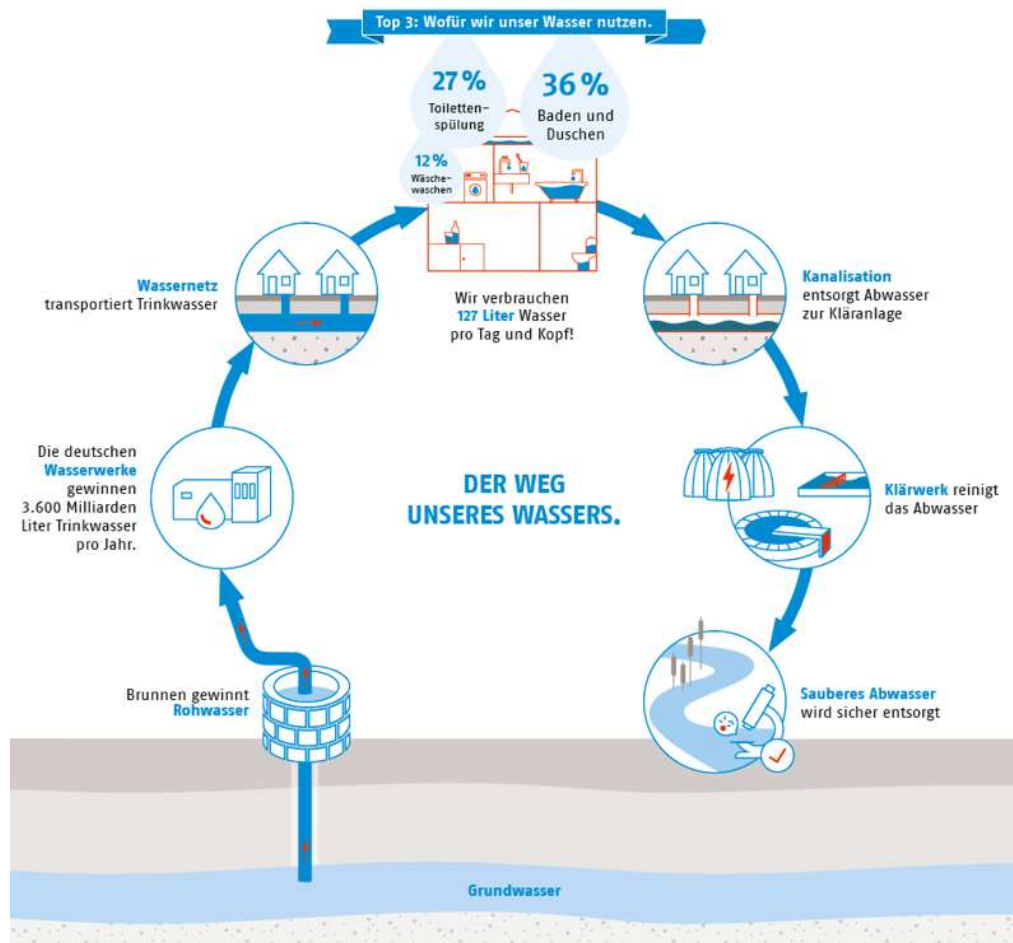 Top 3: Wofür wir unser Wasser nutzen.
27 %
Toiletten-
spülung
36 %
Baden und
Duschen
12 %
Wäsche-
waschen
Wassernetz
transportiert Trinkwasser
Wir verbrauchen
127 Liter Wasser
pro Tag und Kopf!
Kanalisation
entsorgt Abwasser
zur Kläranlage
Die deutschen
Wasserwerke
gewinnen
3.600 Milliarden
Liter Trinkwasser
pro Jahr.
DER WEG
UNSERES WASSERS.
Klärwerk reinigt
das Abwasser
Brunnen gewinnt
Rohwasser
Sauberes Abwasser
wird sicher entsorgt
Grundwasser